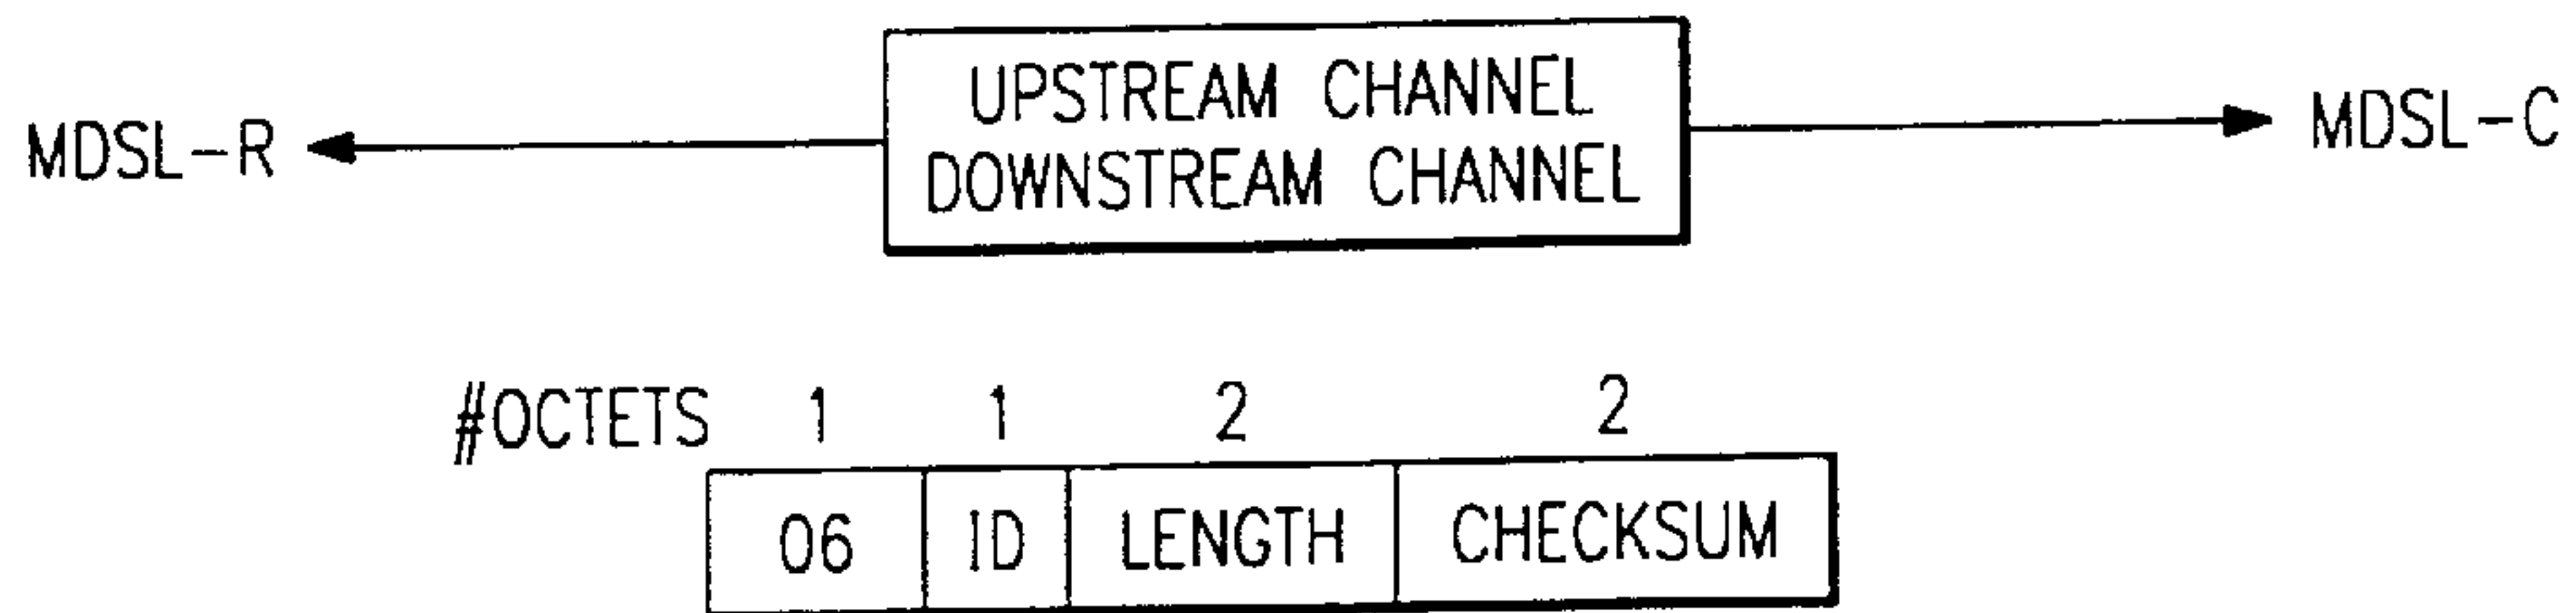 UPSTREAM CHANNEL
MDSL-R DOWNSTREAM CHANNEL MDSL-C
#OCTETS 1 1 2 2
06 ID LENGTH CHECKSUM